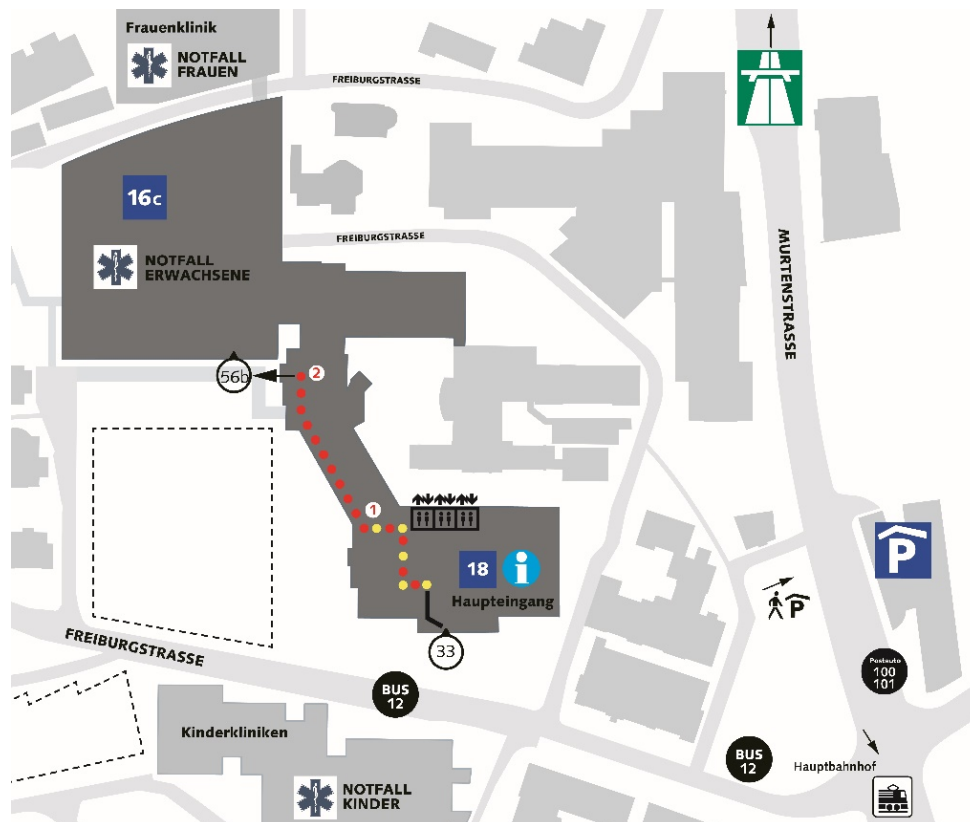 Frauenklinik
NOTFALL
FRAUEN
FREIBURGSTRASSE
16c
NOTFALL
ERWACHSENE
FREIBURGSTRASSE
MURTENSTRASSE
56b
2
1
18
i
Haupteingang
P
33
P
FREIBURGSTRASSE
BUS
12
Postauto
100
101
Kinderkliniken
BUS
12
Hauptbahnhof
NOTFALL
KINDER